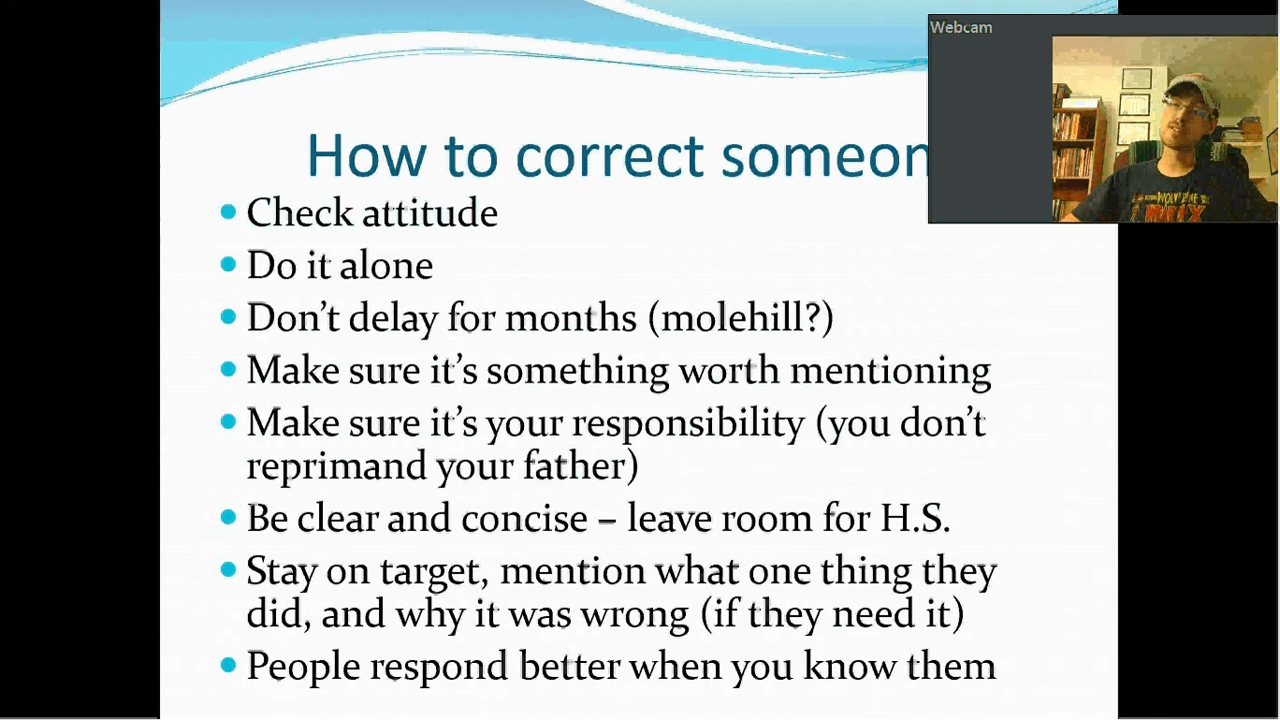 Webcam
How to correct someon
• Check attitude
• Do it alone
• Don’t delay for months (molehill?)
• Make sure it’s something worth mentioning
• Make sure it’s your responsibility (you don’t
reprimand your father)
• Be clear and concise – leave room for H.S.
• Stay on target, mention what one thing they
did, and why it was wrong (if they need it)
• People respond better when you know them